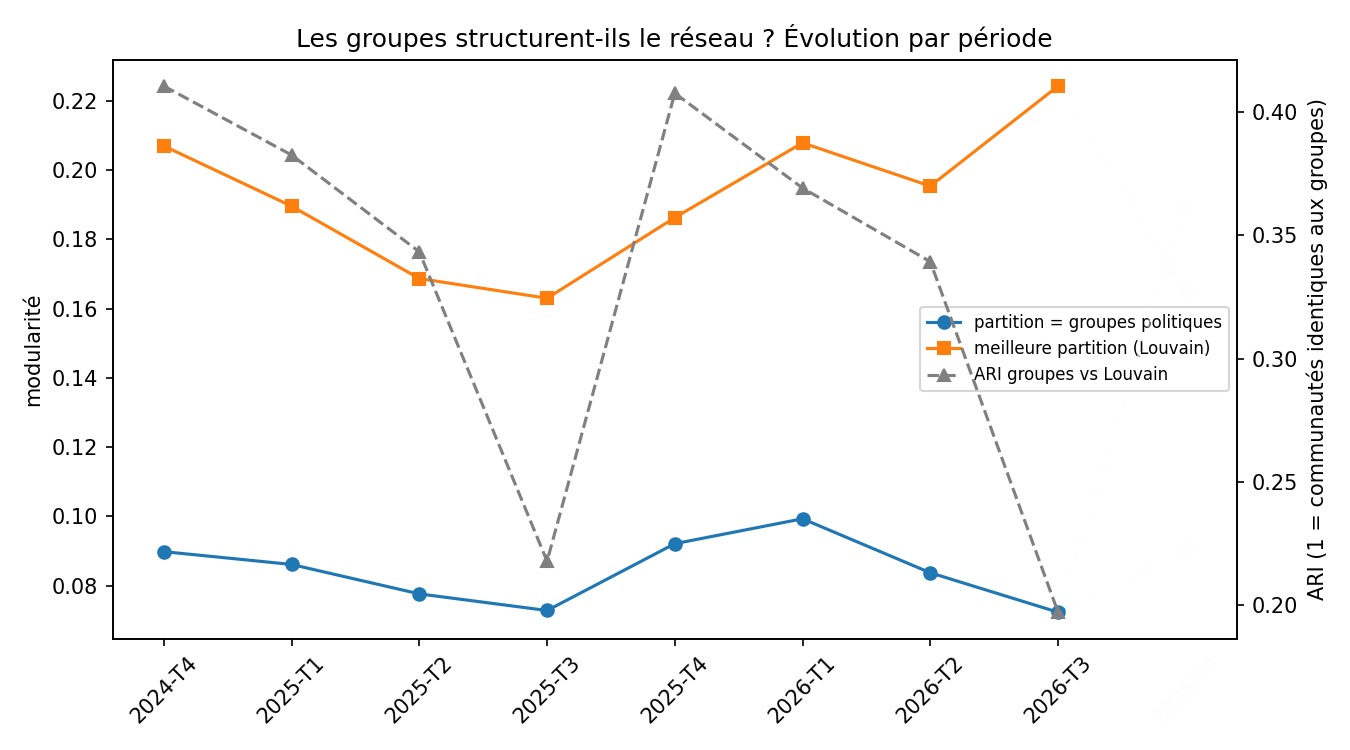 Les groupes structurent-ils le réseau ? Évolution par période
modularité
0.22
0.20
0.18
0.16
0.14
0.12
0.10
0.08
partition = groupes politiques
meilleure partition (Louvain)
ARI groupes vs Louvain
0.40
0.35
0.30
0.25
0.20
ARI (1 = communautés identiques aux groupes)
2024-T4
2025-T1
2025-T2
2025-T3
2025-T4
2026-T1
2026-T2
2026-T3